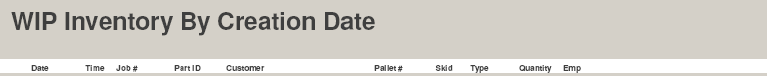 WIP Inventory By Creation Date
Date Time Job # Part ID Customer Pallet # Skid Type Quantity Emp